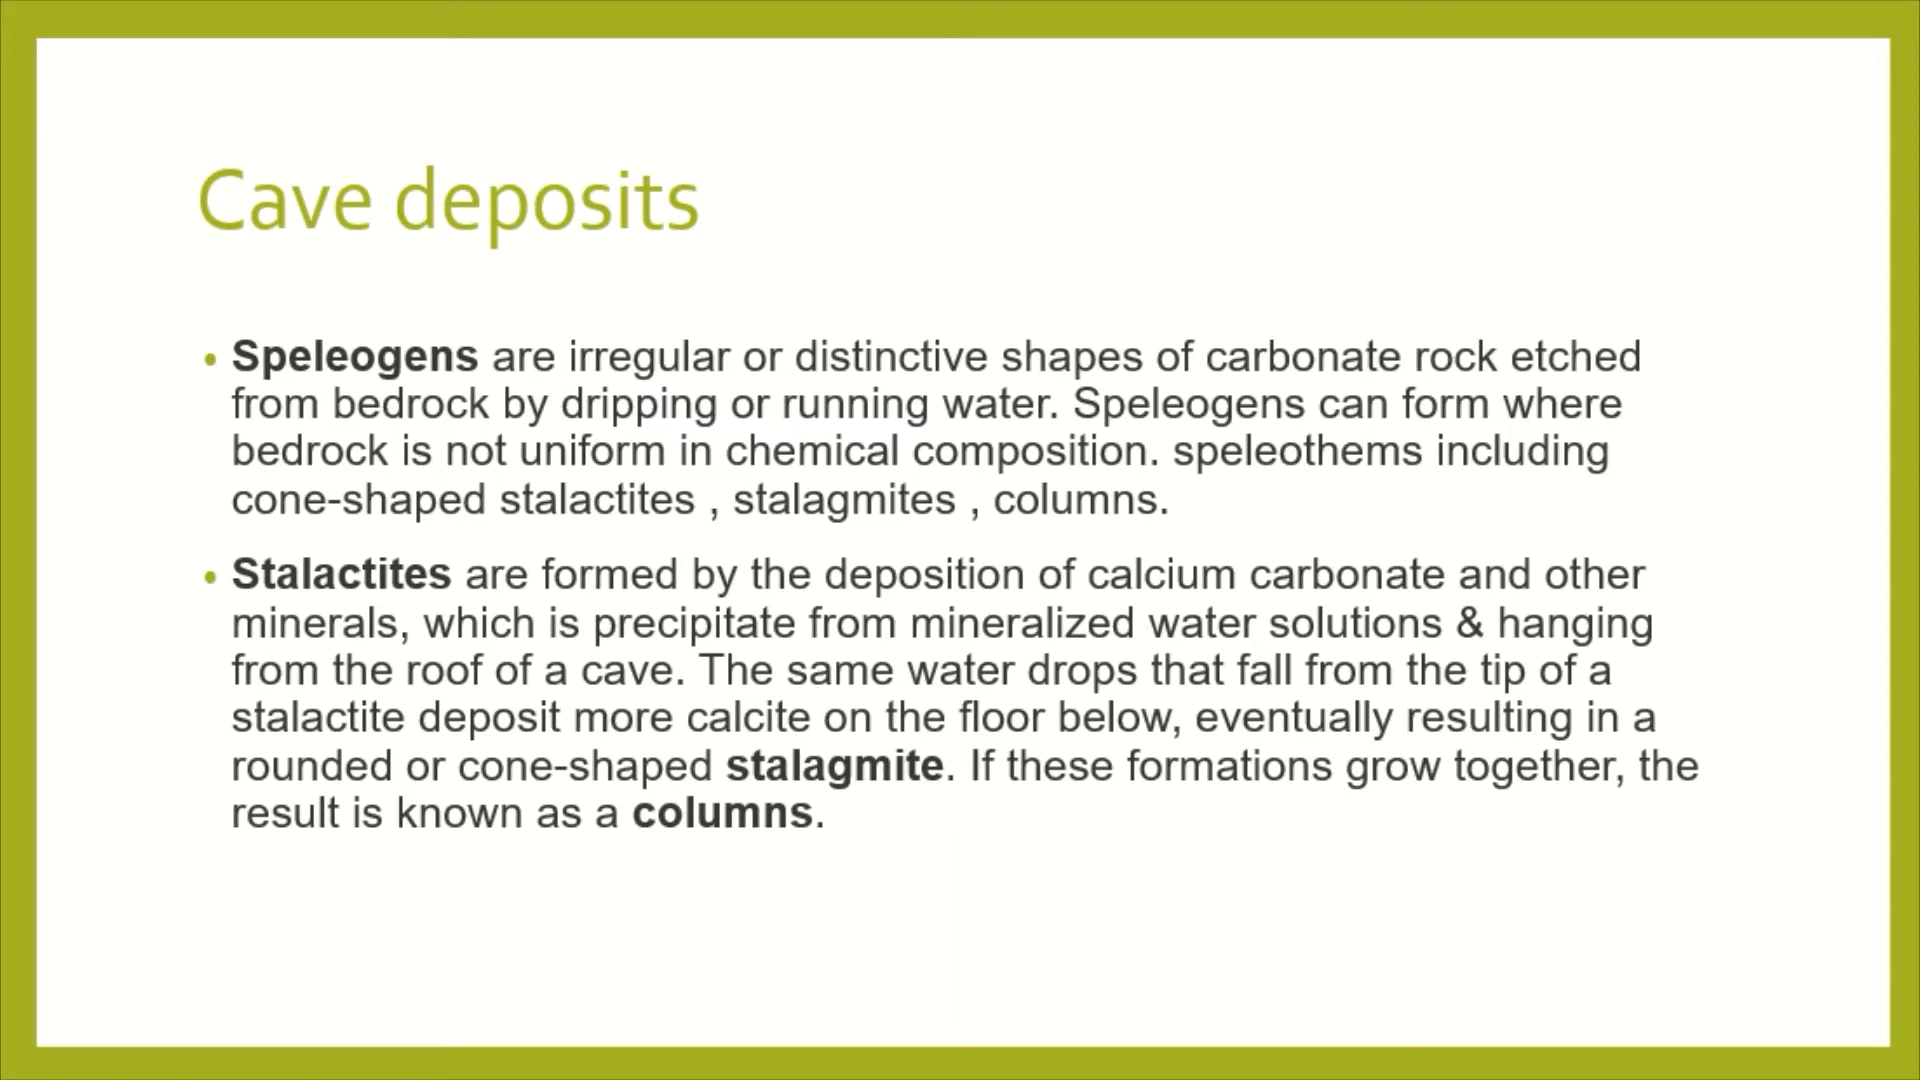 Cave deposits
• Speleogens are irregular or distinctive shapes of carbonate rock etched
from bedrock by dripping or running water. Speleogens can form where
bedrock is not uniform in chemical composition. speleothems including
cone-shaped stalactites , stalagmites , columns.
• Stalactites are formed by the deposition of calcium carbonate and other
minerals, which is precipitate from mineralized water solutions & hanging
from the roof of a cave. The same water drops that fall from the tip of a
stalactite deposit more calcite on the floor below, eventually resulting in a
rounded or cone-shaped stalagmite. If these formations grow together, the
result is known as a columns.